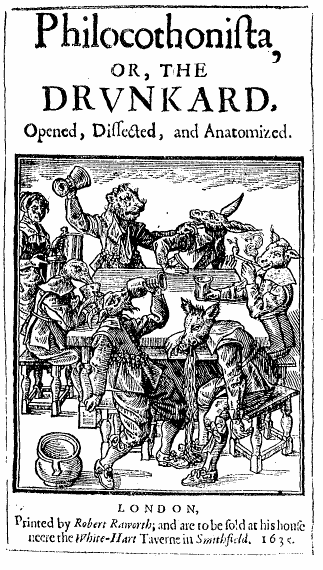 Philocothoniſta,
OR, THE
DRVNKARD,
Opened, Diſſected, and Anatomized.
LONDON,
Printed by Robert Raworth; and are to be ſold at his houſe
neere the White-Hart Taverne in Smithfield. 1635.